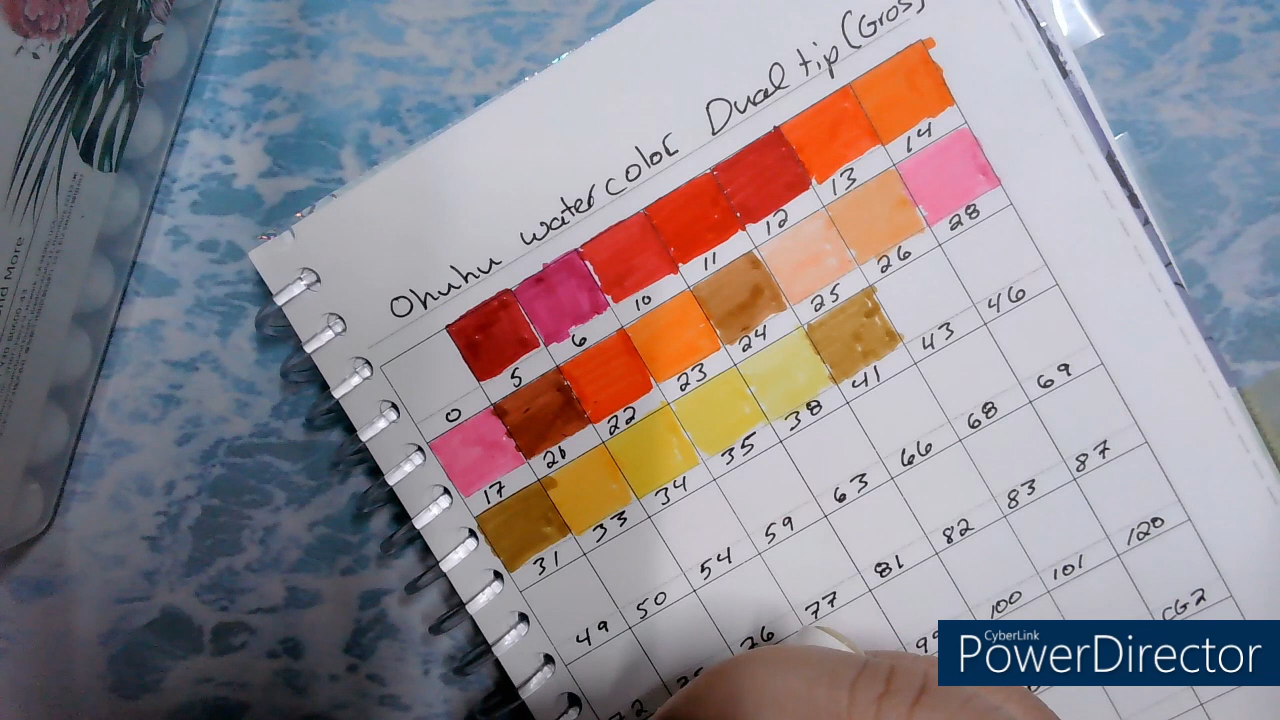 Ohuhu watercolor Dual tip (Gros)
0 5 6 10 11 12 13 14
17 21 22 23 24 25 26 28
31 33 34 35 38 41 43 46
49 50 54 59 63 66 68 69
77 81 82 83 87
100 101 120
CG2
nd More
CyberLink
PowerDirector